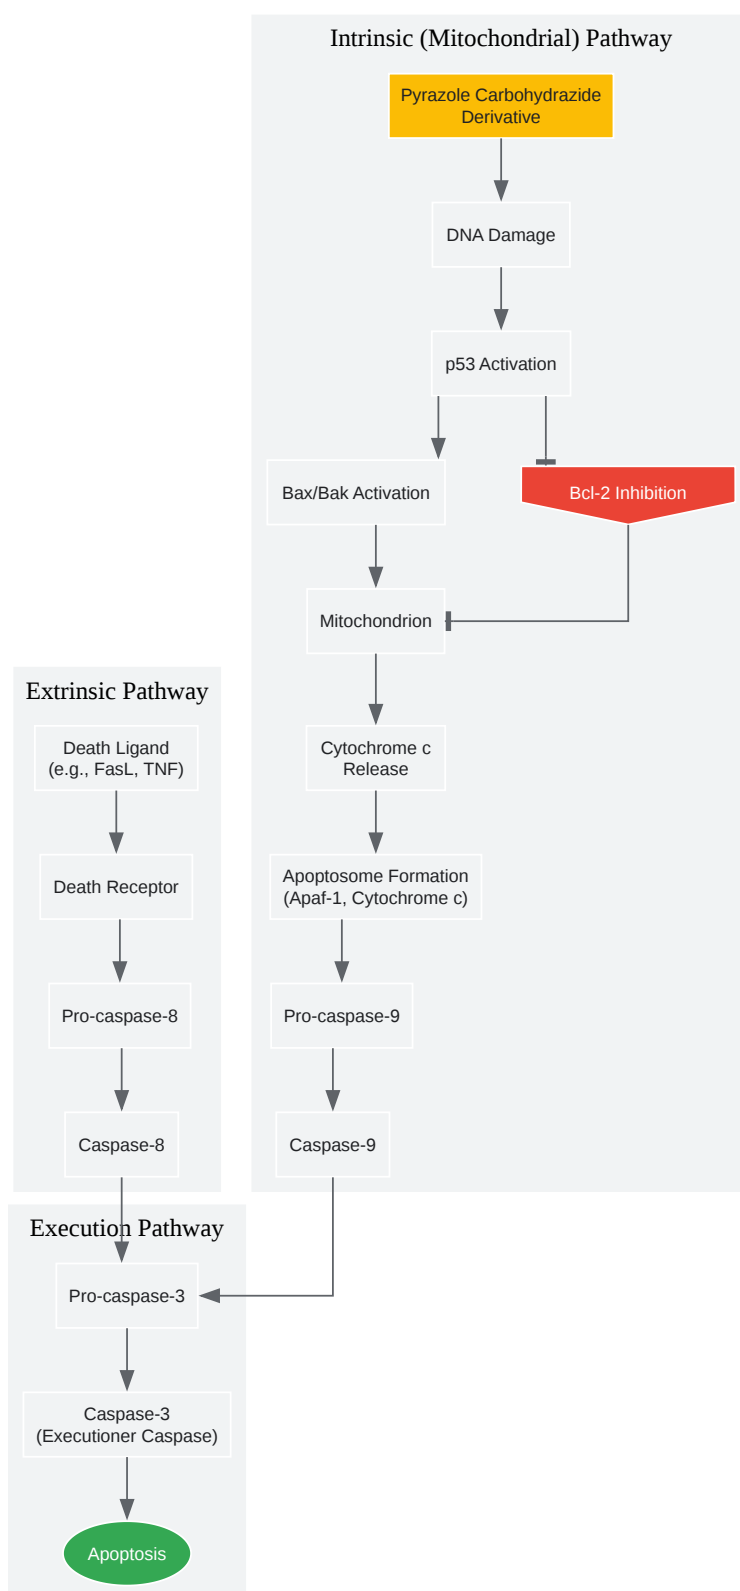 Intrinsic (Mitochondrial) Pathway
Pyrazole Carbohydrazide
Derivative
DNA Damage
p53 Activation
Bax/Bak Activation
Bcl-2 Inhibition
Mitochondrion
Cytochrome c
Release
Apoptosome Formation
(Apaf-1, Cytochrome c)
Pro-caspase-9
Caspase-9
Extrinsic Pathway
Death Ligand
(e.g., FasL, TNF)
Death Receptor
Pro-caspase-8
Caspase-8
Execution Pathway
Pro-caspase-3
Caspase-3
(Executioner Caspase)
Apoptosis